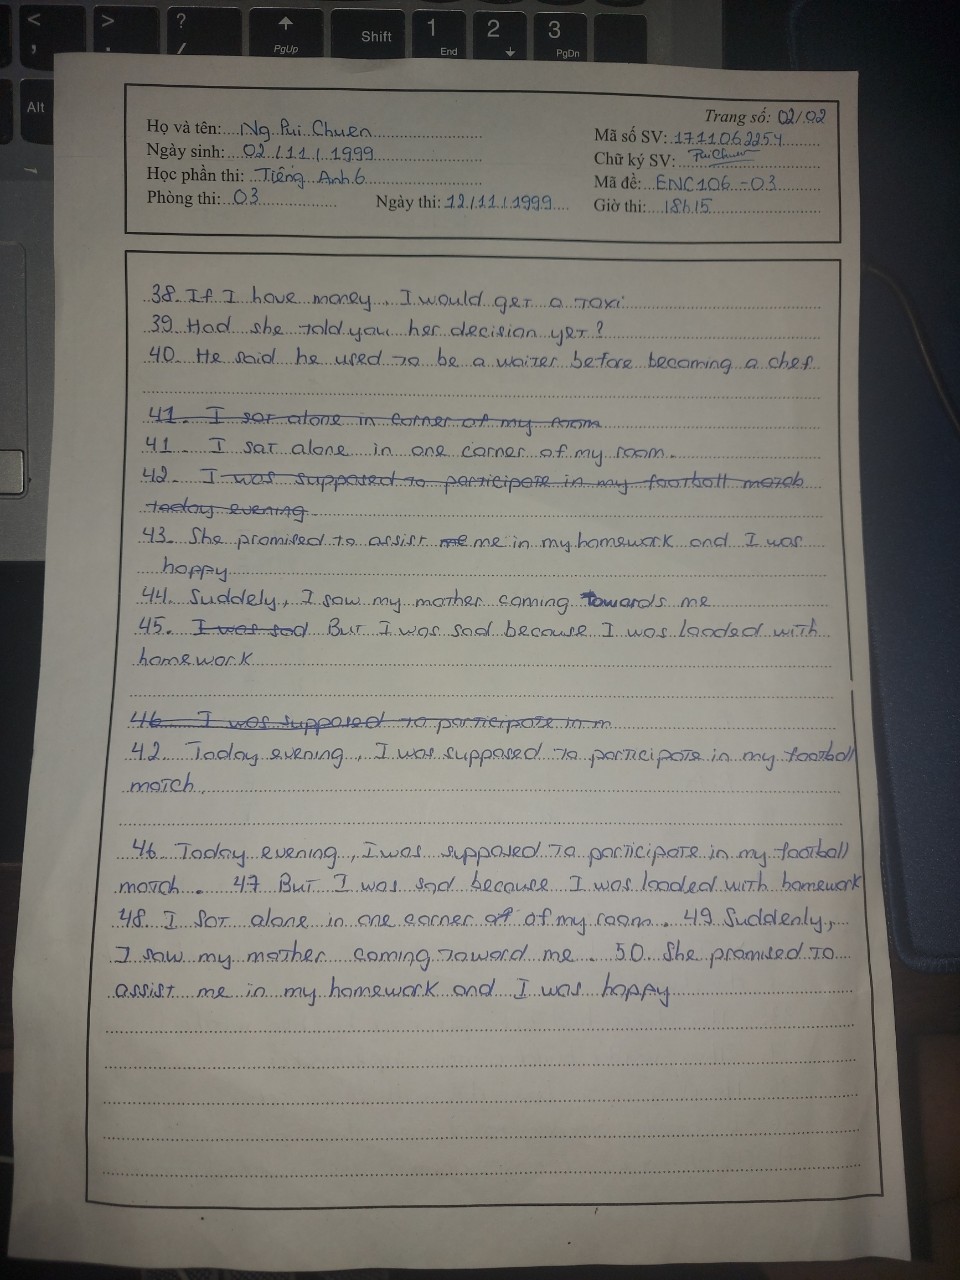 <
,
>
.
?
/
PgUp
Shift
1
End
2
3
PgDn
Alt
Trang số: 02/02
Họ và tên: Ng. Pui Chuen
Mã số SV: 1711062254
Ngày sinh: 02/11/1999
Chữ ký SV: PuiChuen
Học phần thi: Tiếng Anh 6
Mã đề: ENC106-03
Phòng thi: 03 Ngày thi: 12/11/1999 Giờ thi: 18h15
38. If I have money, I would get a taxi
39. Had she told you her decision yet?
40. He said he used to be a waiter before becoming a chef
41. I sat alone in corner of my room
41. I sat alone in one corner of my room.
42. I was supposed to participate in my football match
today evening
43. She promised to assist me me in my homework and I was
happy
44. Suddely, I saw my mother coming towards me
45. I was sad But I was sad because I was loaded with
homework
46. I was supposed to participate in m
42. Today evening, I was supposed to participate in my football
match.
46. Today evening, I was supposed to participate in my football
match. 47 But I was sad because I was loaded with homework
48. I sat alone in one corner of of my room. 49 Suddenly,
I saw my mother coming toward me. 50. She promised to
assist me in my homework and I was happy